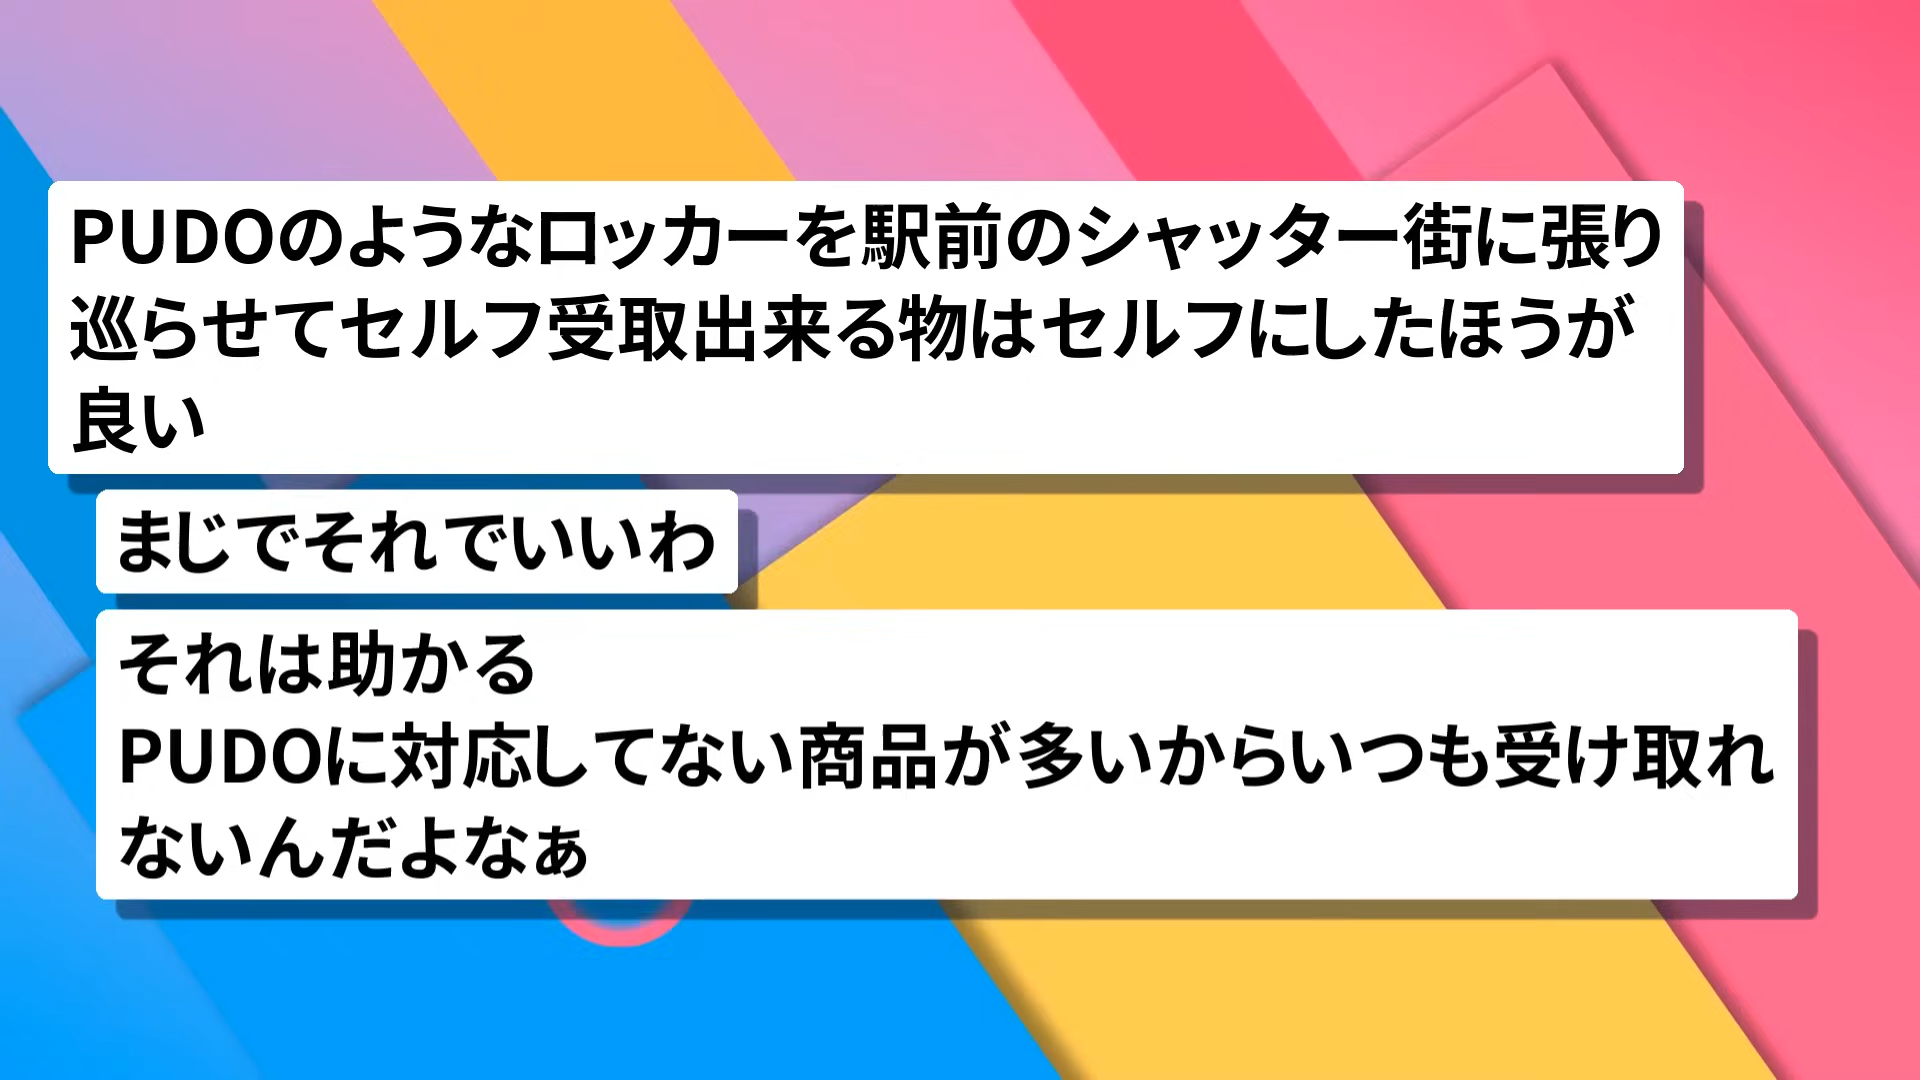 PUDOのようなロッカーを駅前のシャッター街に張り
巡らせてセルフ受取出来る物はセルフにしたほうが
良い
まじでそれでいいわ
それは助かる
PUDOに対応してない商品が多いからいつも受け取れ
ないんだよなぁ